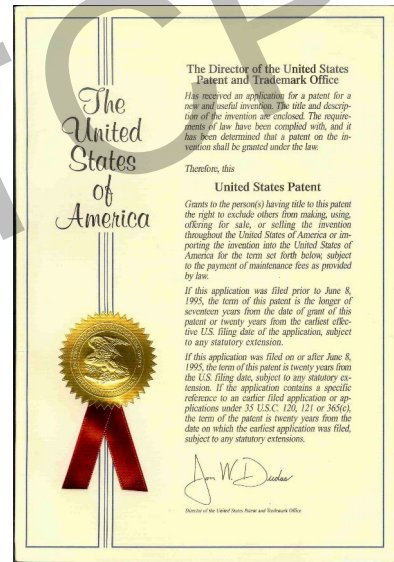 The
United
States
of
America
The Director of the United States
Patent and Trademark Office
Has received an application for a patent for a
new and useful invention. The title and descrip-
tion of the invention are enclosed. The require-
ments of law have been complied with, and it
has been determined that a patent on the in-
vention shall be granted under the law.
Therefore, this
United States Patent
Grants to the person(s) having title to this patent
the right to exclude others from making, using,
offering for sale, or selling the invention
throughout the United States of America or im-
porting the invention into the United States of
America for the term set forth below, subject
to the payment of maintenance fees as provided
by law.
If this application was filed prior to June 8,
1995, the term of this patent is the longer of
seventeen years from the date of grant of this
patent or twenty years from the earliest effec-
tive U.S. filing date of the application, subject
to any statutory extension.
If this application was filed on or after June 8,
1995, the term of this patent is twenty years from
the U.S. filing date, subject to any statutory ex-
tension. If the application contains a specific
reference to an earlier filed application or ap-
plications under 35 U.S.C. 120, 121 or 365(c),
the term of the patent is twenty years from the
date on which the earliest application was filed,
subject to any statutory extensions.
Jon W Dudas
Director of the United States Patent and Trademark Office